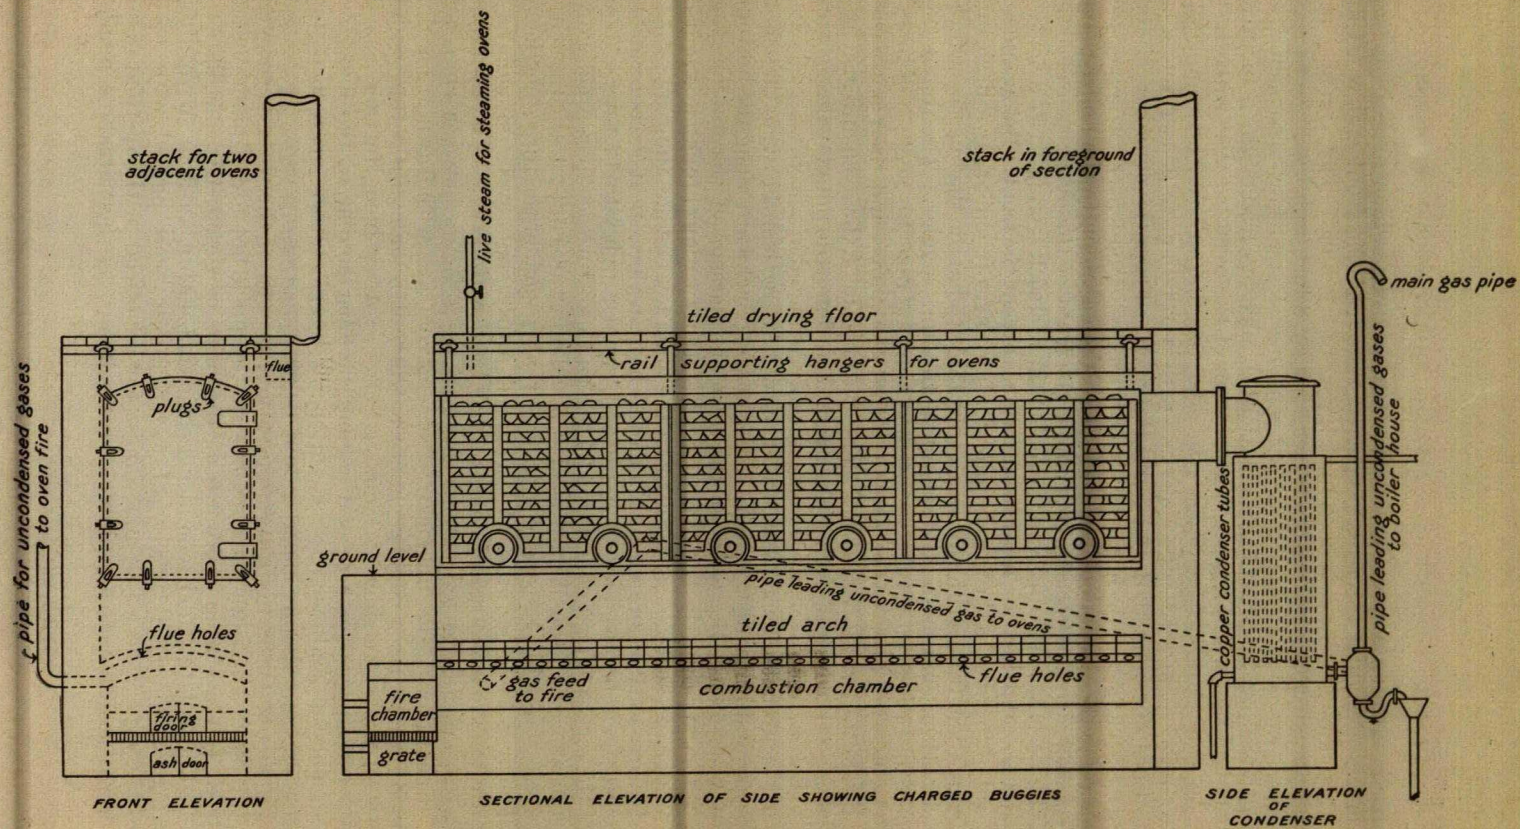 stack for two
adjacent ovens
flue
plugs
pipe for uncondensed gases
to oven fire
flue holes
firing
door
ash door
FRONT ELEVATION
live steam for steaming ovens
stack in foreground
of section
tiled drying floor
rail supporting hangers for ovens
ground level
pipe leading uncondensed gas to ovens
tiled arch
gas feed
to fire
flue holes
combustion chamber
fire
chamber
grate
SECTIONAL ELEVATION OF SIDE SHOWING CHARGED BUGGIES
main gas pipe
pipe leading uncondensed gases
to boiler house
copper condenser tubes
SIDE ELEVATION
OF
CONDENSER